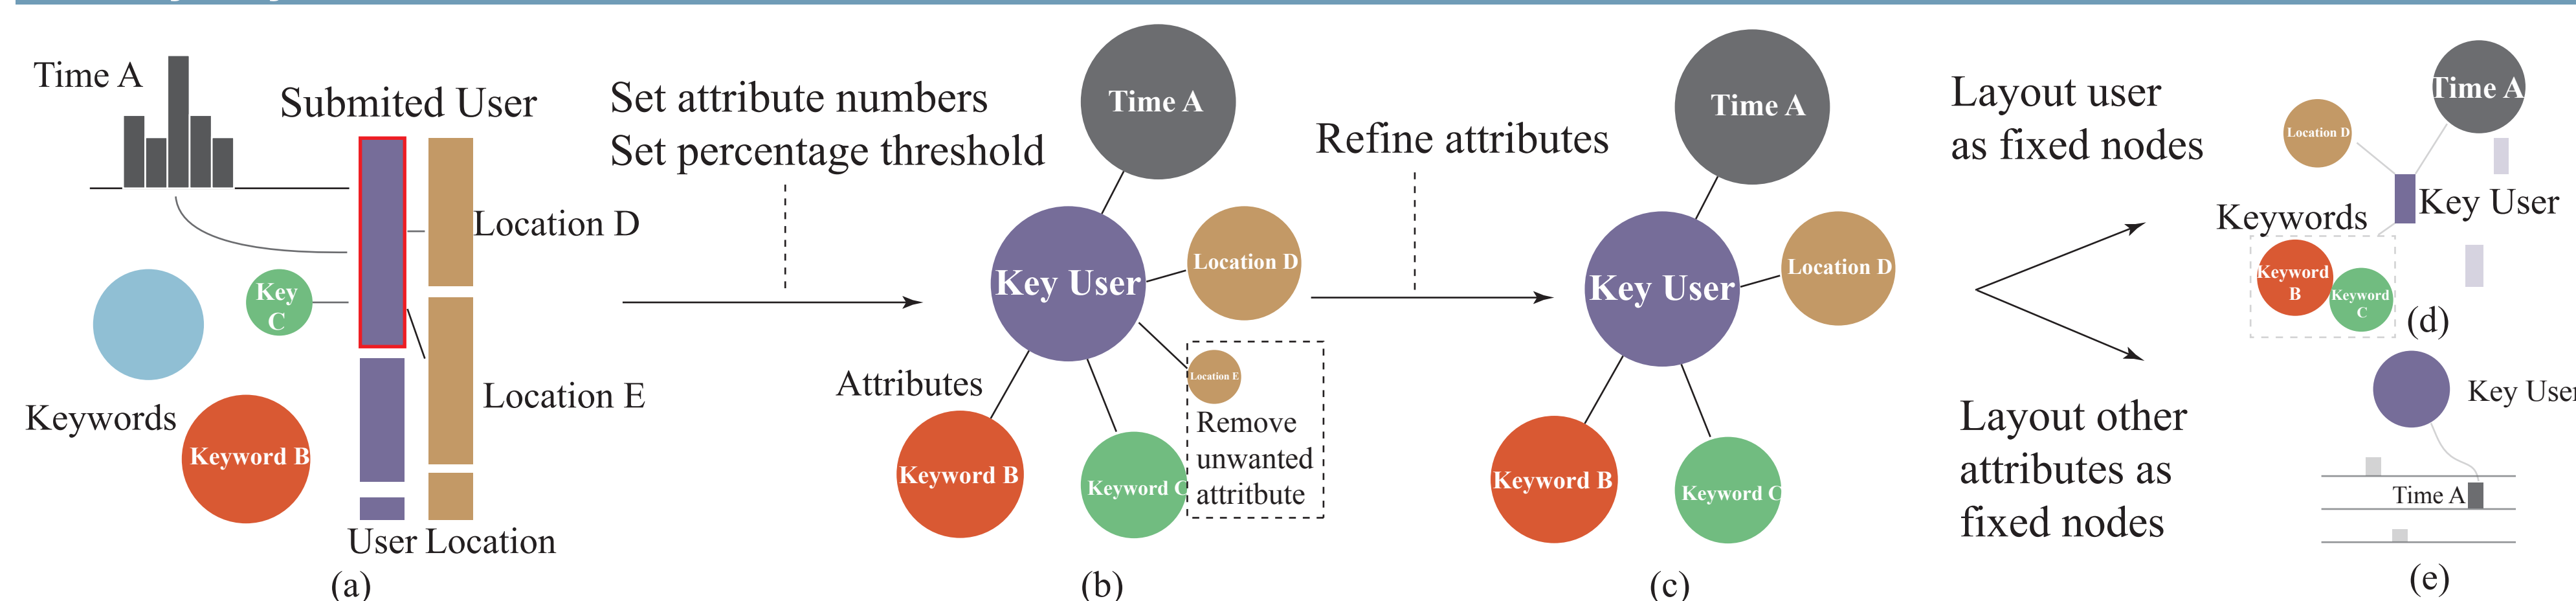 Time A
Submited User
Location D
Key
C
Keywords
Keyword B
Location E
User Location
(a)
Set attribute numbers
Set percentage threshold
Time A
Key User
Location D
Location E
Attributes
Keyword B
Keyword C
Remove
unwanted
attritbute
(b)
Refine attributes
Time A
Key User
Location D
Keyword B
Keyword C
(c)
Layout user
as fixed nodes
Time A
Location D
Key User
Keywords
Keyword
B
Keyword
C
(d)
Layout other
attributes as
fixed nodes
Key User
Time A
(e)